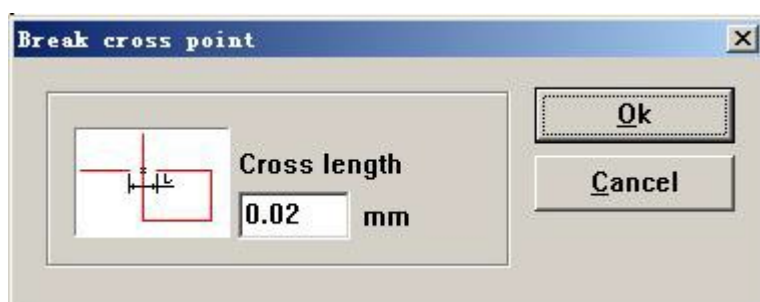 Break cross point
Ok
Cross length
L
0.02 mm
Cancel